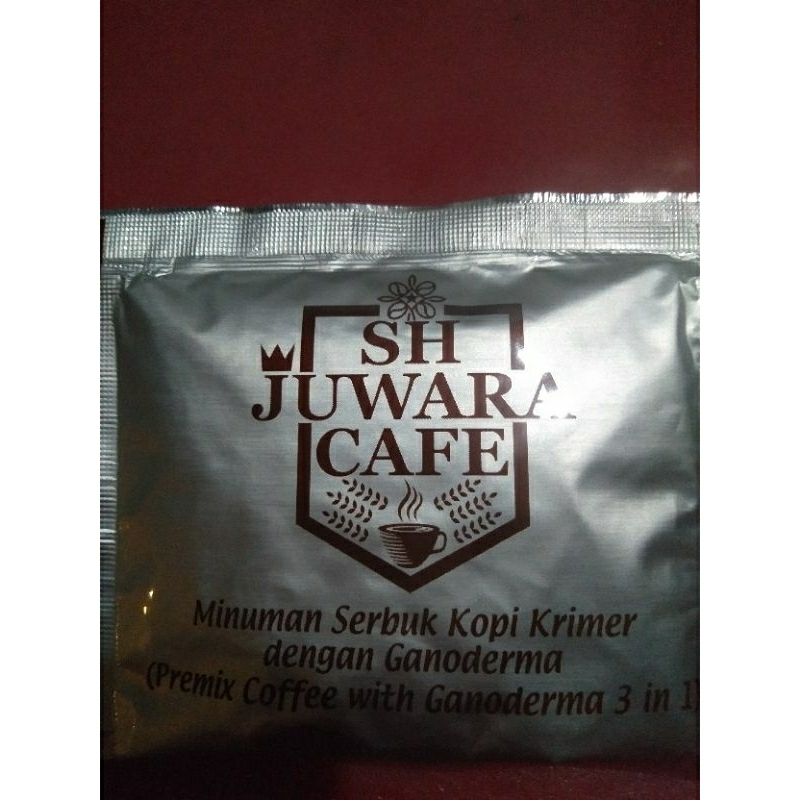 SH
JUWARA
CAFE
Minuman Serbuk Kopi Krimer
dengan Ganoderma
(Premix Coffee with Ganoderma 3 in 1)